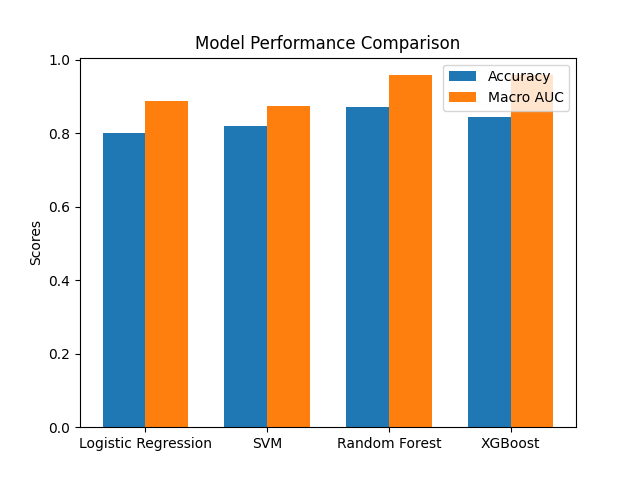 Model Performance Comparison
Accuracy
Macro AUC
Scores
1.0
0.8
0.6
0.4
0.2
0.0
Logistic Regression SVM Random Forest XGBoost